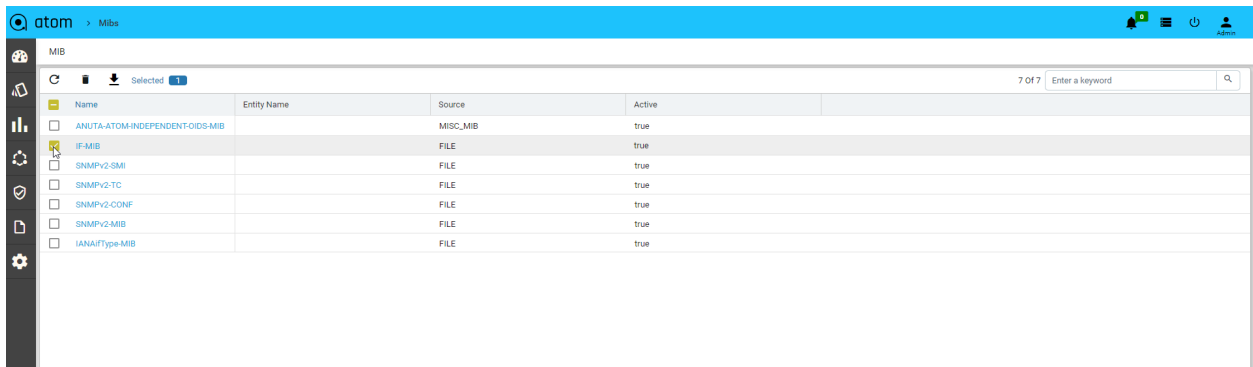 atom > Mibs 0
Admin
MIB
Selected 1 7 Of 7 Enter a keyword
Name Entity Name Source Active
ANUTA-ATOM-INDEPENDENT-OIDS-MIB MISC_MIB true
IF-MIB FILE true
SNMPv2-SMI FILE true
SNMPv2-TC FILE true
SNMPv2-CONF FILE true
SNMPv2-MIB FILE true
IANAifType-MIB FILE true